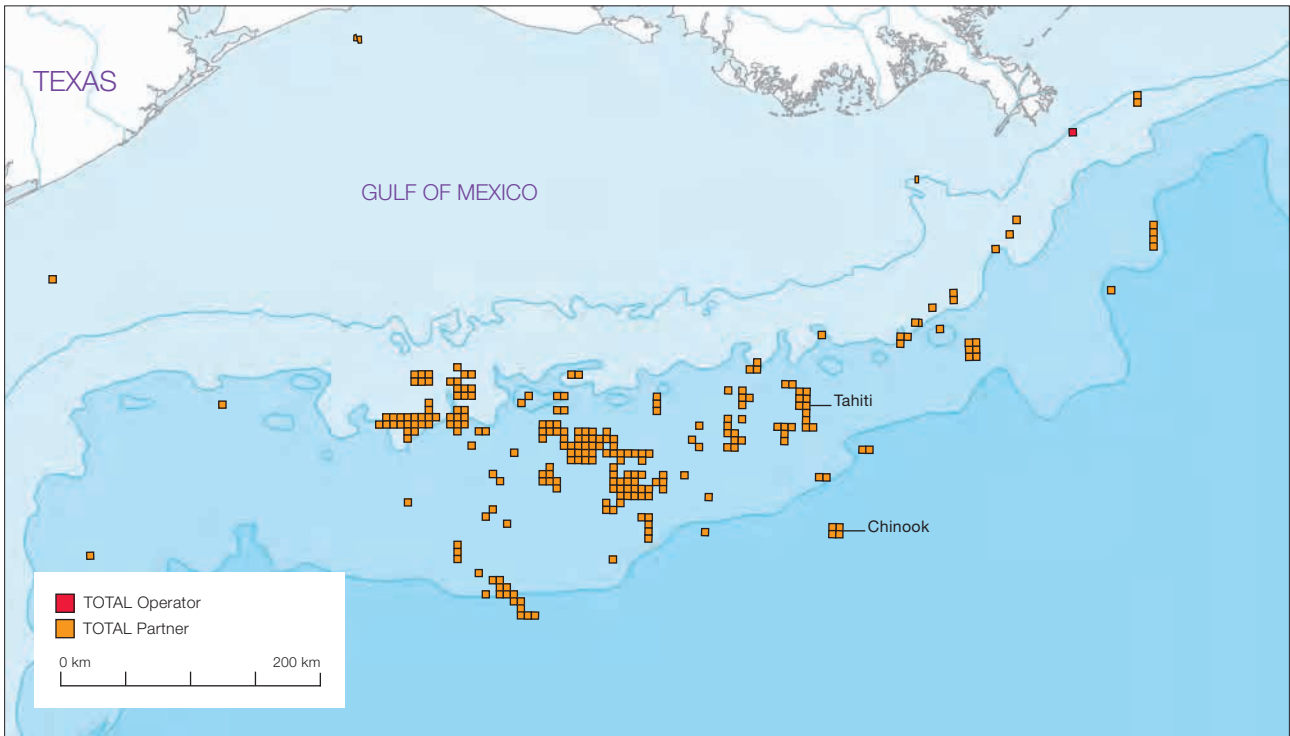 TEXAS
GULF OF MEXICO
Tahiti
Chinook
TOTAL Operator
TOTAL Partner
0 km 200 km